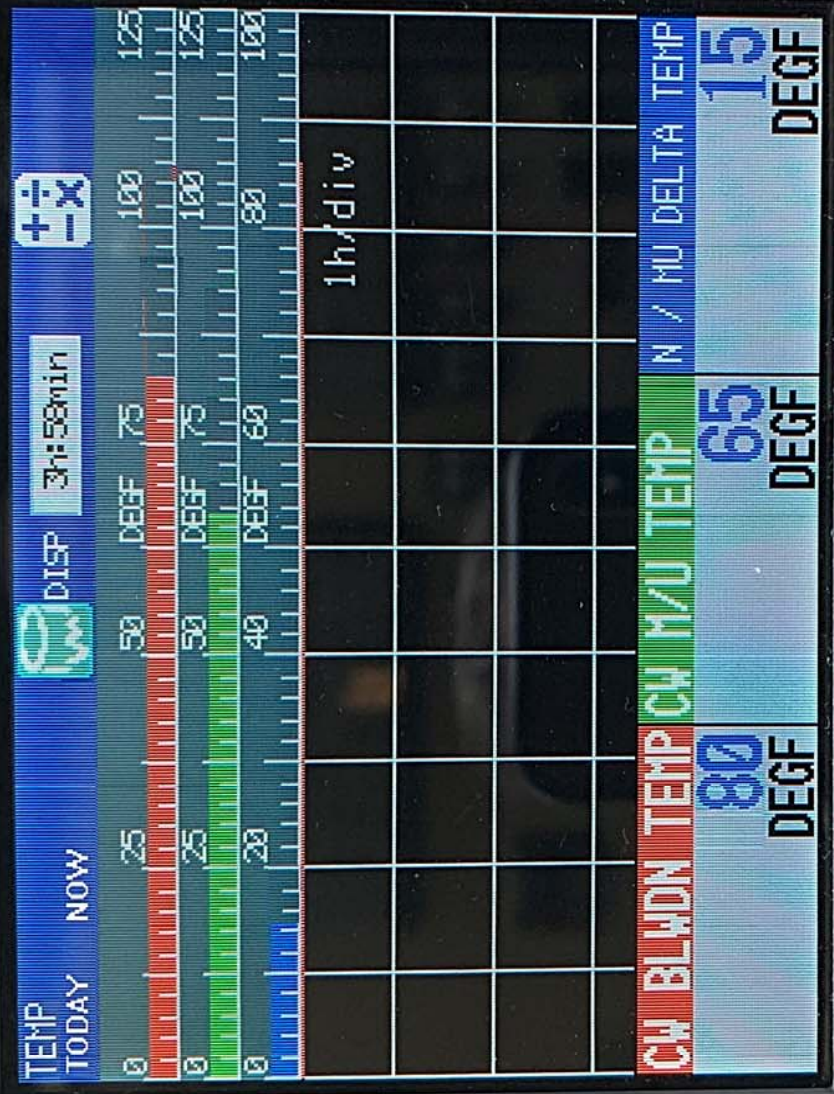 TEMP
TODAY NOW
DISP
3h:58min
+ ÷
− ×
0 25 50 DEGF 75 100 125
0 25 50 DEGF 75 100 125
0 20 40 DEGF 60 80 100
1h/div
CW BLWDN TEMP
80
DEGF
CW M/U TEMP
65
DEGF
N / MU DELTA TEMP
15
DEGF